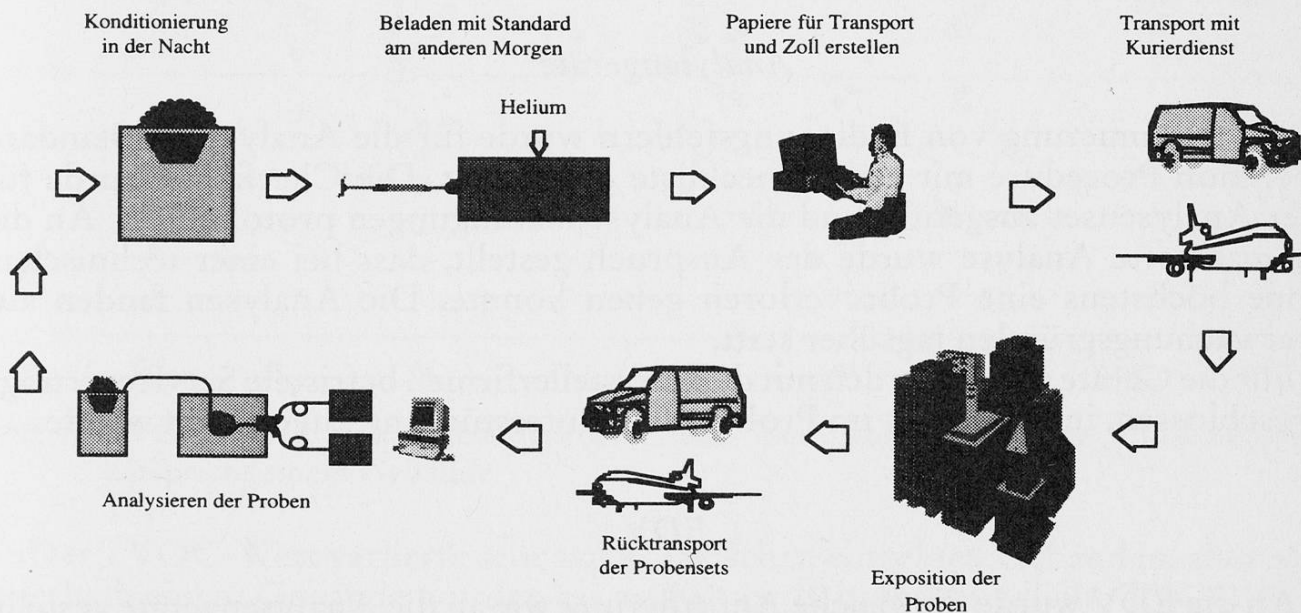 Konditionierung
in der Nacht
Beladen mit Standard
am anderen Morgen
Papiere für Transport
und Zoll erstellen
Transport mit
Kurierdienst
Helium
Analysieren der Proben
Rücktransport
der Probensets
Exposition der
Proben